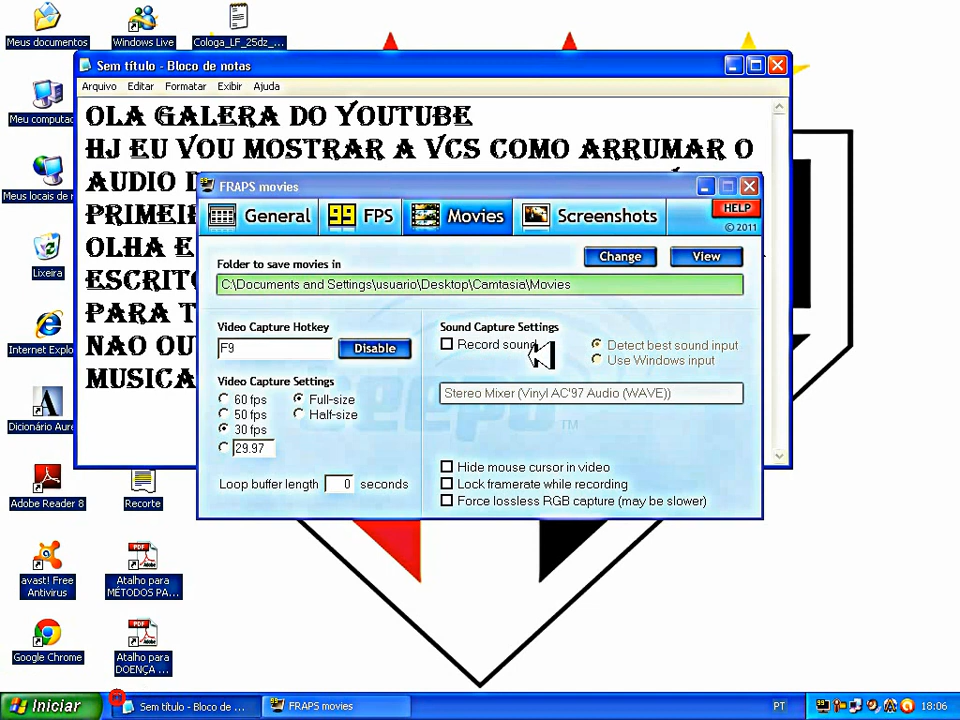 Meus documentos
Windows Live
Cologa_LF_25dz_...
Sem título - Bloco de notas
Arquivo Editar Formatar Exibir Ajuda
OLA GALERA DO YOUTUBE
HJ EU VOU MOSTRAR A VCS COMO ARRUMAR O
AUDIO
PRIMEI
OLHA E
ESCRITO
PARA T
NAO OU
MUSICA
Meu computa
Meus locais de
Lixeira
Internet Explo
Dicionário Aure
Adobe Reader 8
Recorte
avast! Free
Antivirus
Atalho para
MÉTODOS PA...
Google Chrome
Atalho para
DOENÇA ...
FRAPS movies
General
99 FPS
Movies
Screenshots
HELP
© 2011
Folder to save movies in
Change
View
C:\Documents and Settings\usuario\Desktop\Camtasia\Movies
Video Capture Hotkey
F9
Disable
Video Capture Settings
60 fps
50 fps
30 fps
29.97
Full-size
Half-size
Loop buffer length 0 seconds
Sound Capture Settings
Record sound
Detect best sound input
Use Windows input
Stereo Mixer (Vinyl AC'97 Audio (WAVE))
beepa TM
Hide mouse cursor in video
Lock framerate while recording
Force lossless RGB capture (may be slower)
Iniciar
Sem título - Bloco de ...
FRAPS movies
PT
18:06